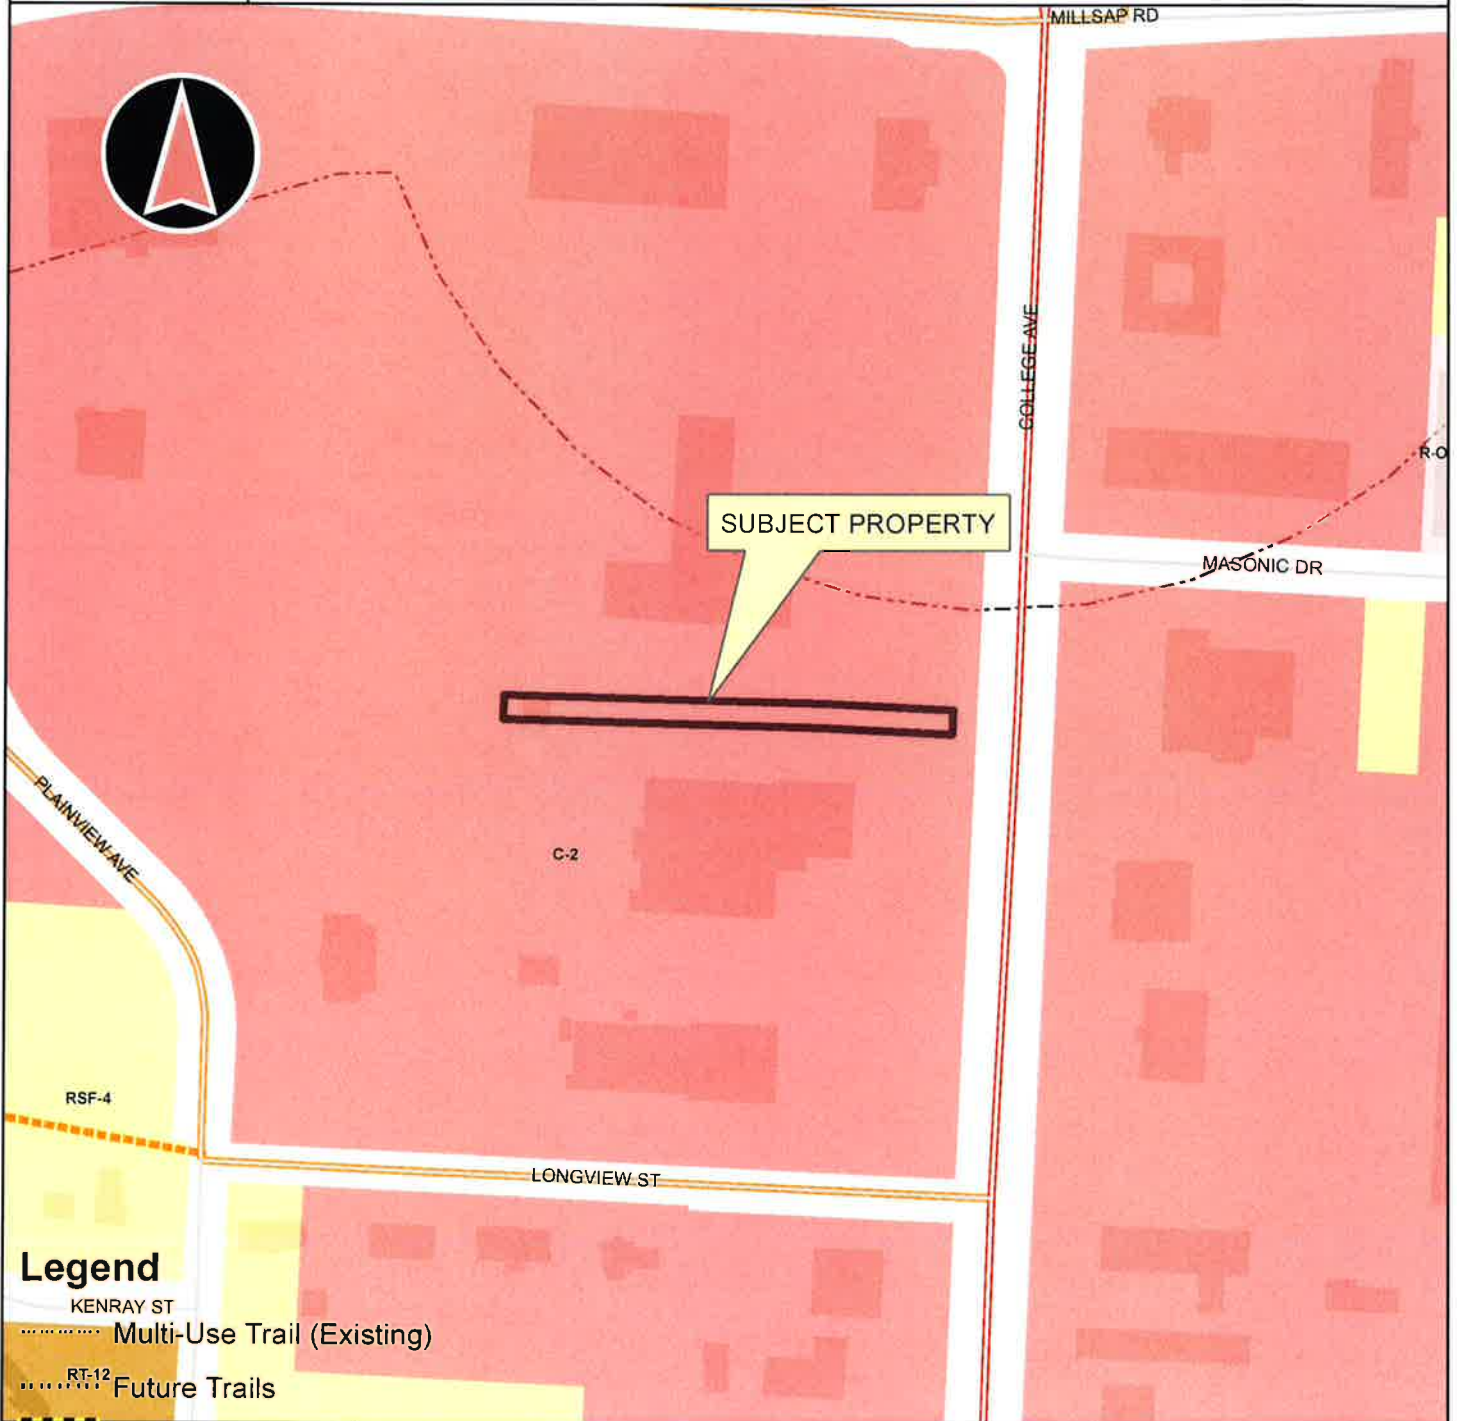 MILLSAP RD
COLLEGE AVE
R-O
SUBJECT PROPERTY
MASONIC DR
PLAINVIEW AVE
C-2
RSF-4
LONGVIEW ST
Legend
KENRAY ST
Multi-Use Trail (Existing)
RT-12
Future Trails